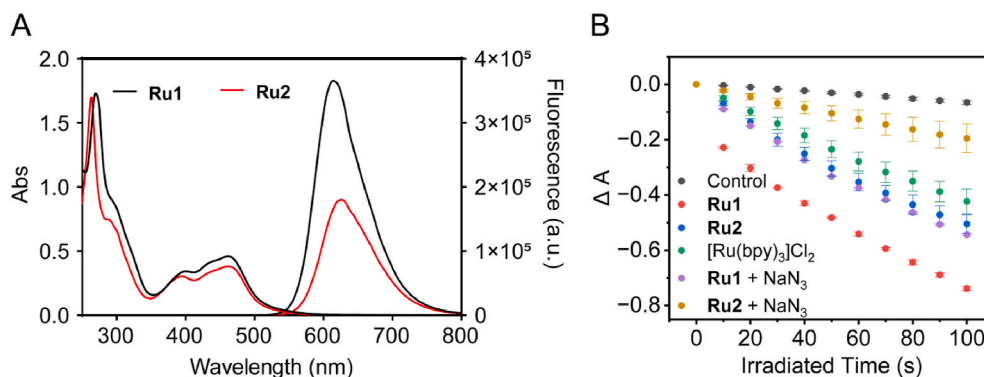 A
B
2.0
1.5
1.0
0.5
0.0
Abs
Ru1
Ru2
4×10⁵
3×10⁵
2×10⁵
1×10⁵
0
Fluorescence (a.u.)
300 400 500 600 700 800
Wavelength (nm)
0.0
−0.2
−0.4
−0.6
−0.8
Δ A
Control
Ru1
Ru2
[Ru(bpy)₃]Cl₂
Ru1 + NaN₃
Ru2 + NaN₃
0 20 40 60 80 100
Irradiated Time (s)